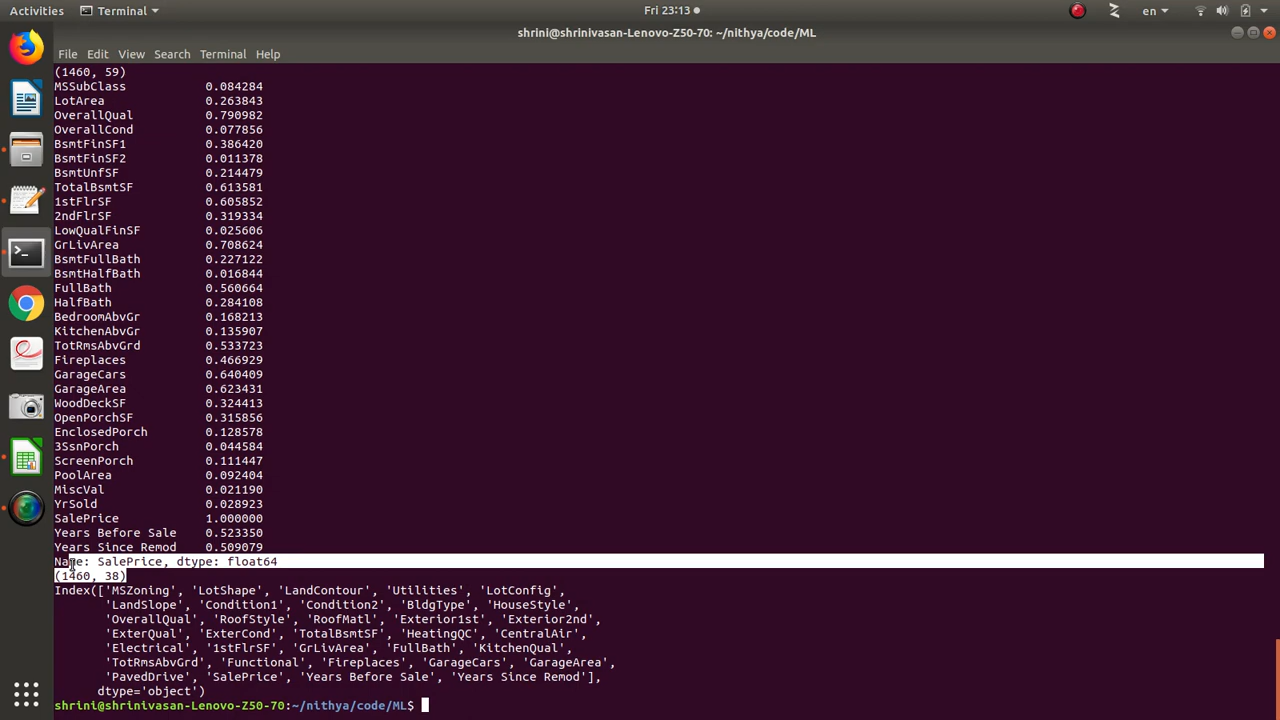 Activities Terminal Fri 23:13 en
shrini@shrinivasan-Lenovo-Z50-70: ~/nithya/code/ML
File Edit View Search Terminal Help
(1460, 59)
MSSubClass 0.084284
LotArea 0.263843
OverallQual 0.790982
OverallCond 0.077856
BsmtFinSF1 0.386420
BsmtFinSF2 0.011378
BsmtUnfSF 0.214479
TotalBsmtSF 0.613581
1stFlrSF 0.605852
2ndFlrSF 0.319334
LowQualFinSF 0.025606
GrLivArea 0.708624
BsmtFullBath 0.227122
BsmtHalfBath 0.016844
FullBath 0.560664
HalfBath 0.284108
BedroomAbvGr 0.168213
KitchenAbvGr 0.135907
TotRmsAbvGrd 0.533723
Fireplaces 0.466929
GarageCars 0.640409
GarageArea 0.623431
WoodDeckSF 0.324413
OpenPorchSF 0.315856
EnclosedPorch 0.128578
3SsnPorch 0.044584
ScreenPorch 0.111447
PoolArea 0.092404
MiscVal 0.021190
YrSold 0.028923
SalePrice 1.000000
Years Before Sale 0.523350
Years Since Remod 0.509079
Name: SalePrice, dtype: float64
(1460, 38)
Index(['MSZoning', 'LotShape', 'LandContour', 'Utilities', 'LotConfig',
'LandSlope', 'Condition1', 'Condition2', 'BldgType', 'HouseStyle',
'OverallQual', 'RoofStyle', 'RoofMatl', 'Exterior1st', 'Exterior2nd',
'ExterQual', 'ExterCond', 'TotalBsmtSF', 'HeatingQC', 'CentralAir',
'Electrical', '1stFlrSF', 'GrLivArea', 'FullBath', 'KitchenQual',
'TotRmsAbvGrd', 'Functional', 'Fireplaces', 'GarageCars', 'GarageArea',
'PavedDrive', 'SalePrice', 'Years Before Sale', 'Years Since Remod'],
dtype='object')
shrini@shrinivasan-Lenovo-Z50-70:~/nithya/code/ML$